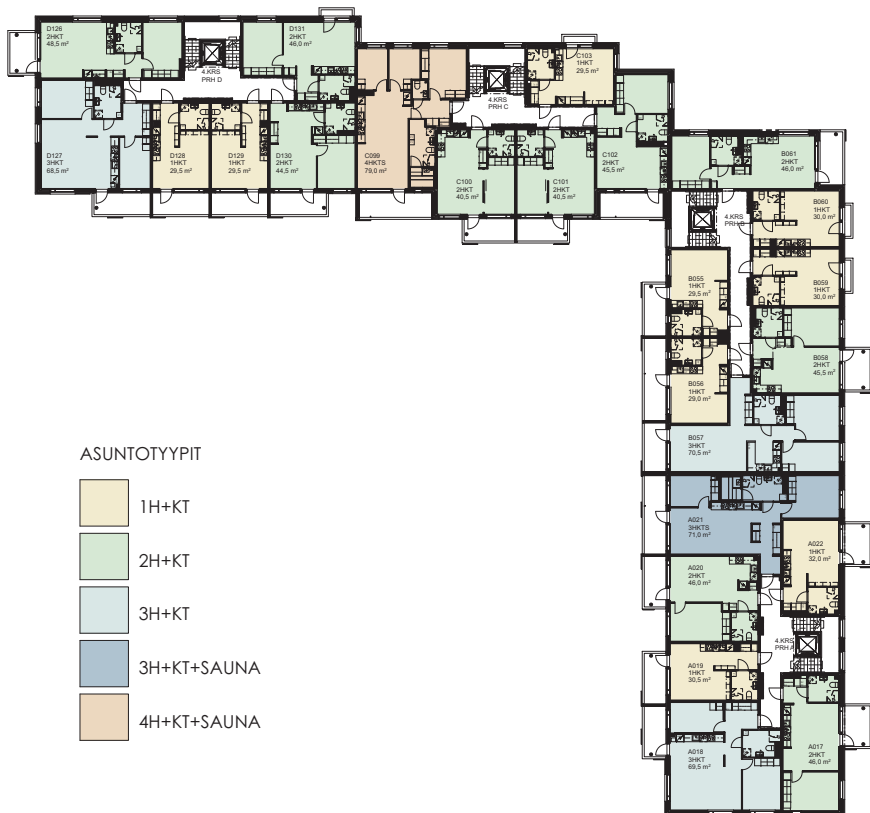 D126
2HKT
48,5 m²
4.KRS
PRH D
D131
2HKT
46,0 m²
C103
1HKT
29,5 m²
4.KRS
PRH C
D127
3HKT
68,5 m²
D128
1HKT
29,5 m²
D129
1HKT
29,5 m²
D130
2HKT
44,5 m²
C099
4HKTS
79,0 m²
C100
2HKT
40,5 m²
C101
2HKT
40,5 m²
C102
2HKT
45,5 m²
B061
2HKT
46,0 m²
4.KRS
B060
1HKT
30,0 m²
B055
1HKT
29,5 m²
B059
1HKT
30,0 m²
B058
2HKT
45,5 m²
B056
1HKT
29,0 m²
B057
3HKT
70,5 m²
ASUNTOTYYPIT
1H+KT
2H+KT
3H+KT
3H+KT+SAUNA
4H+KT+SAUNA
A021
3HKTS
71,0 m²
A022
1HKT
32,0 m²
A020
2HKT
46,0 m²
4.KRS
PRH A
A019
1HKT
30,5 m²
A018
3HKT
69,5 m²
A017
2HKT
46,0 m²